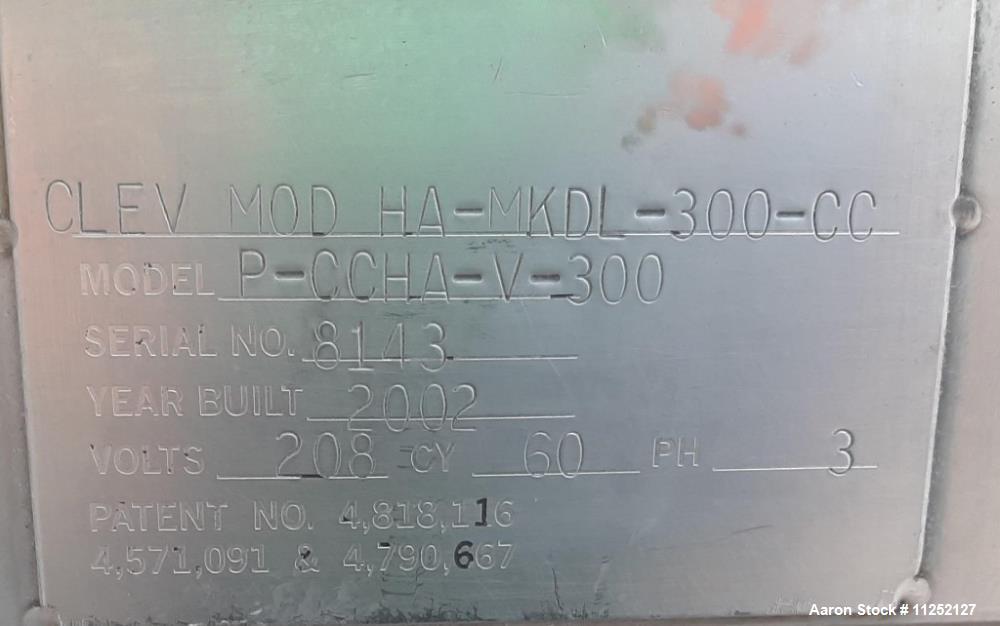 CLEV MOD HA-MKDL-300-CC
MODEL P-CCHA-V-300
SERIAL NO. 8143
YEAR BUILT 2002
VOLTS 208 CY 60 PH 3
PATENT NO. 4,818,116
4,571,091 & 4,790,667
Aaron Stock # 11252127